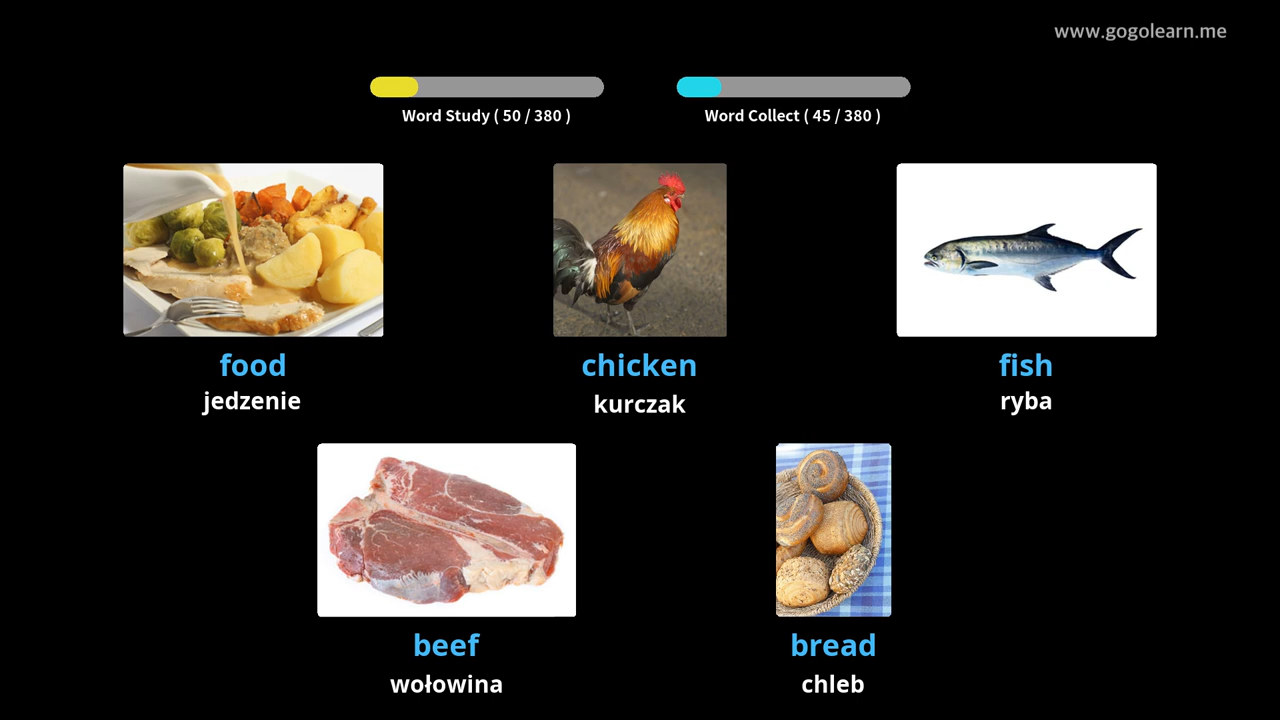 www.gogolearn.me
Word Study ( 50 / 380 )
Word Collect ( 45 / 380 )
food
jedzenie
chicken
kurczak
fish
ryba
beef
wołowina
bread
chleb